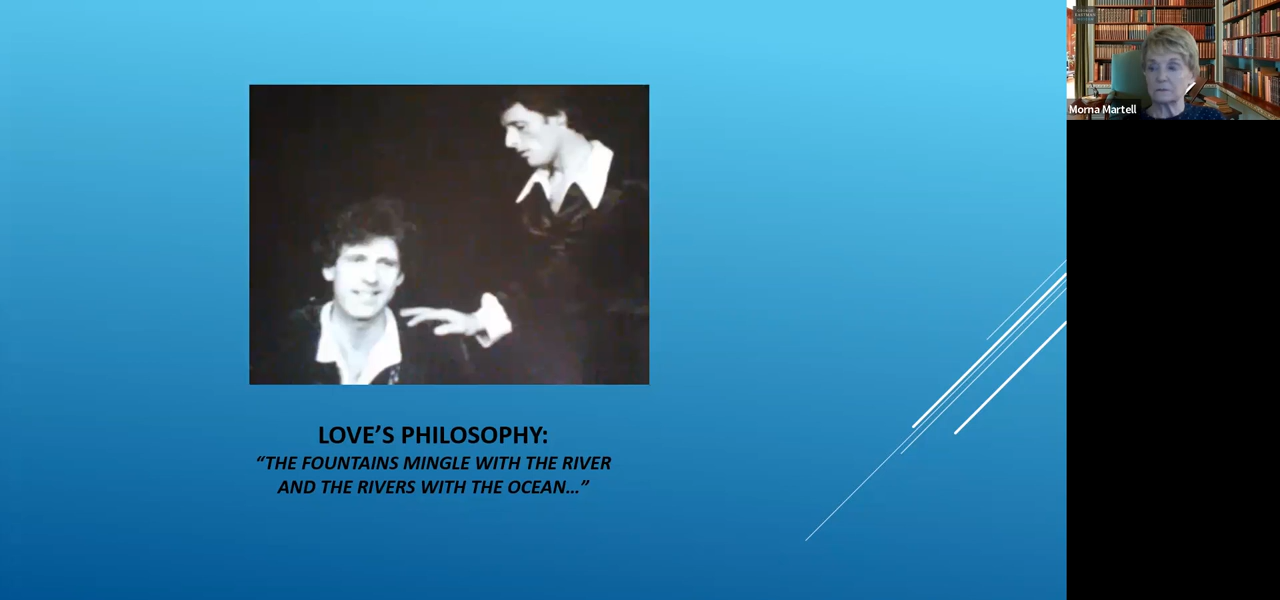 LOVE’S PHILOSOPHY:
“THE FOUNTAINS MINGLE WITH THE RIVER
AND THE RIVERS WITH THE OCEAN…”
Morna Martell